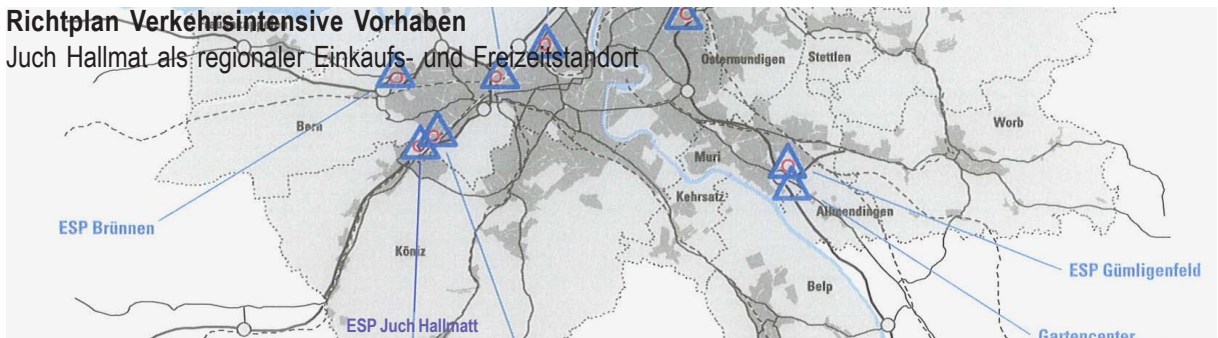 Richtplan Verkehrsintensive Vorhaben
Juch Hallmat als regionaler Einkaufs- und Freizeitstandort
Ostermundigen
Stettlen
Bern
Worb
Muri
Kehrsatz
Allmendingen
ESP Brünnen
Köniz
ESP Gümligenfeld
Belp
ESP Juch Hallmatt
Gartencenter